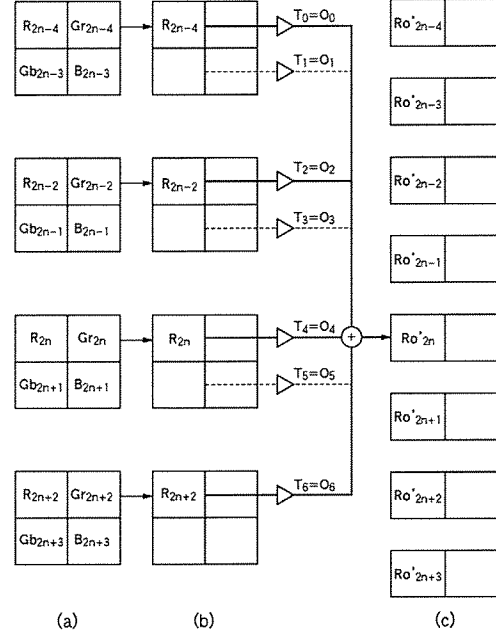 R2n−4 Gr2n−4 R2n−4 T0=O0 Ro'2n−4
Gb2n−3 B2n−3 T1=O1
Ro'2n−3
R2n−2 Gr2n−2 R2n−2 T2=O2 Ro'2n−2
Gb2n−1 B2n−1 T3=O3
Ro'2n−1
R2n Gr2n R2n T4=O4 + Ro'2n
Gb2n+1 B2n+1 T5=O5
Ro'2n+1
R2n+2 Gr2n+2 R2n+2 T6=O6 Ro'2n+2
Gb2n+3 B2n+3
Ro'2n+3
(a) (b) (c)